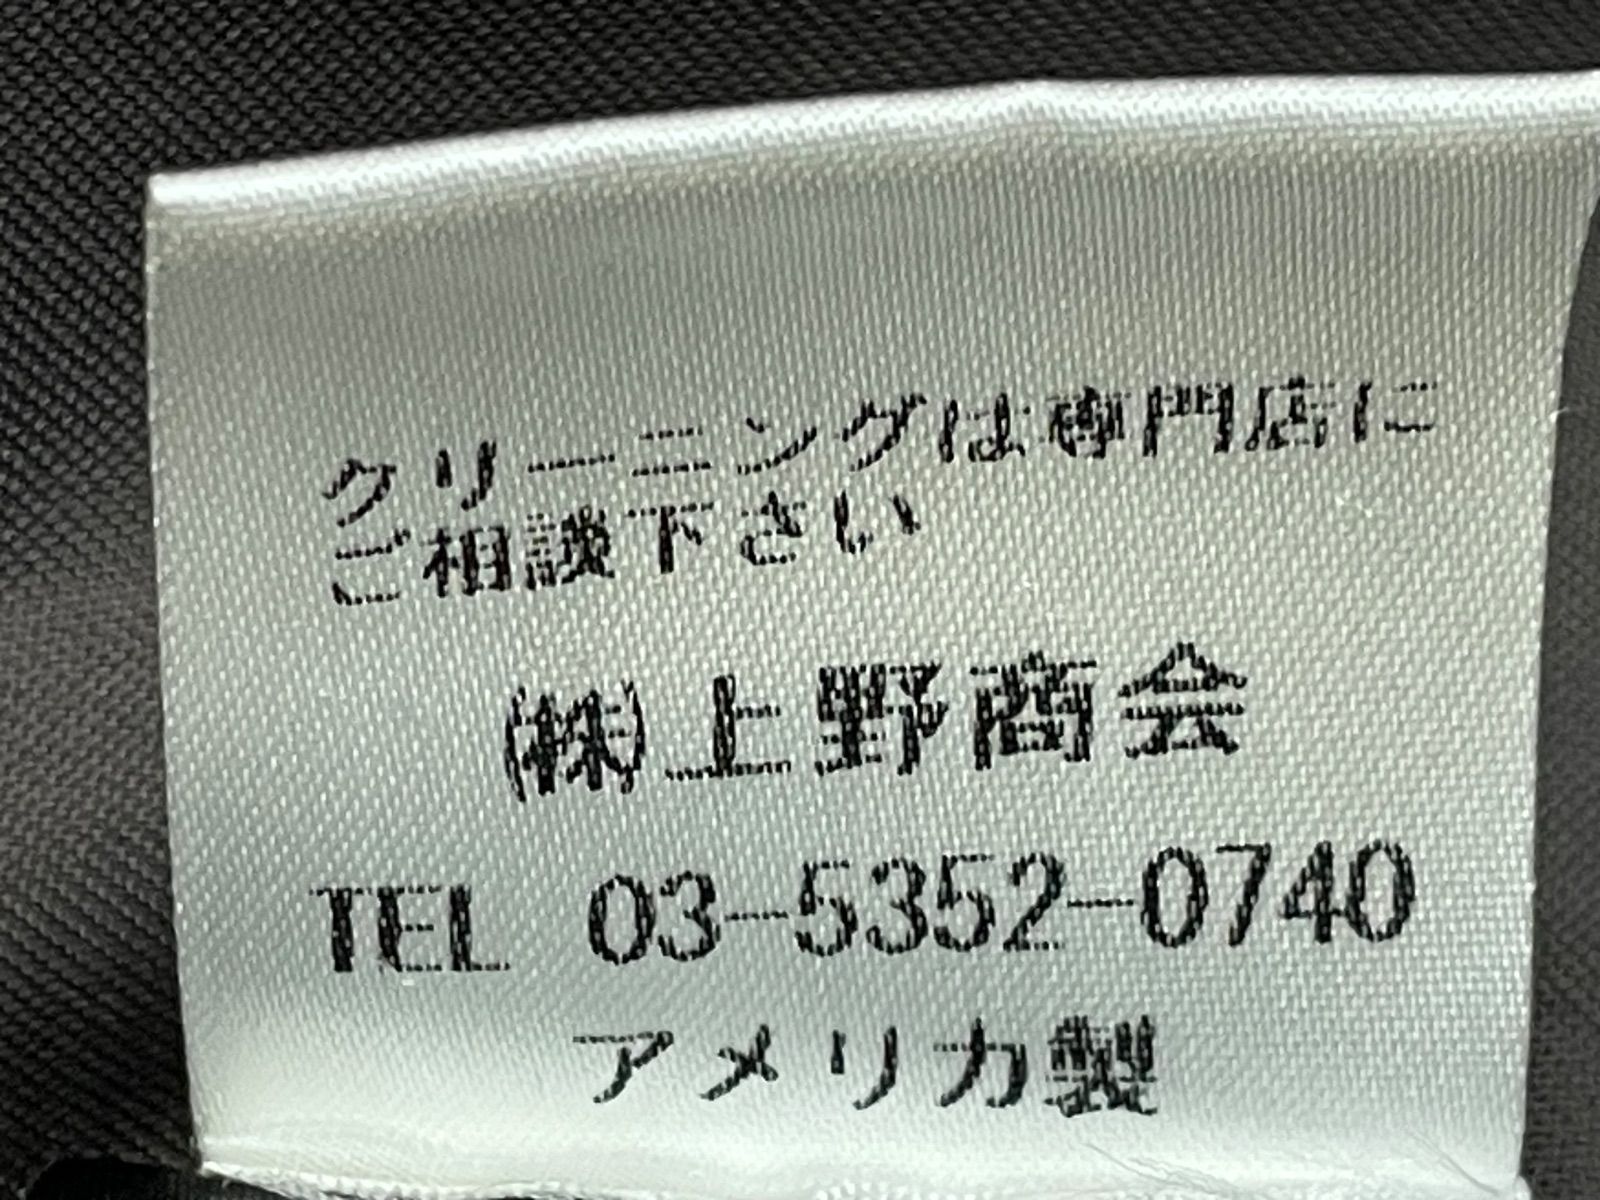 クリーニングは専門店に
ご相談下さい
㈱上野商会
TEL 03-5352-0740
アメリカ製